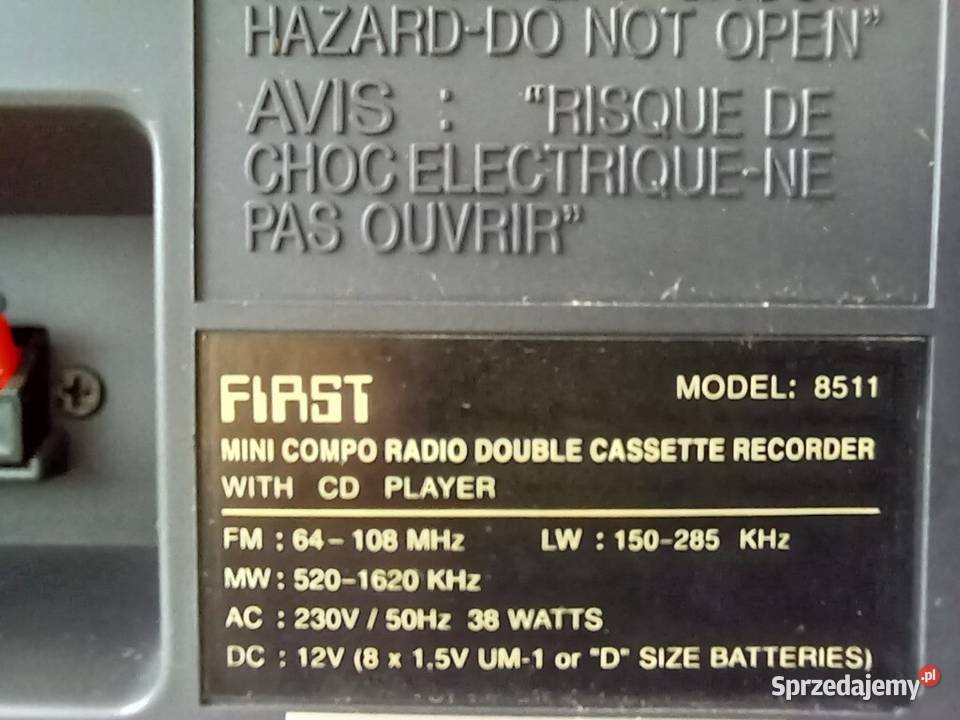 HAZARD-DO NOT OPEN”
AVIS : “RISQUE DE
CHOC ELECTRIQUE-NE
PAS OUVRIR”
FIRST
MODEL: 8511
MINI COMPO RADIO DOUBLE CASSETTE RECORDER
WITH CD PLAYER
FM : 64 – 108 MHz LW : 150-285 KHz
MW : 520-1620 KHz
AC : 230V / 50Hz 38 WATTS
DC : 12V (8 x 1.5V UM-1 or "D" SIZE BATTERIES)
Sprzedajemy.pl